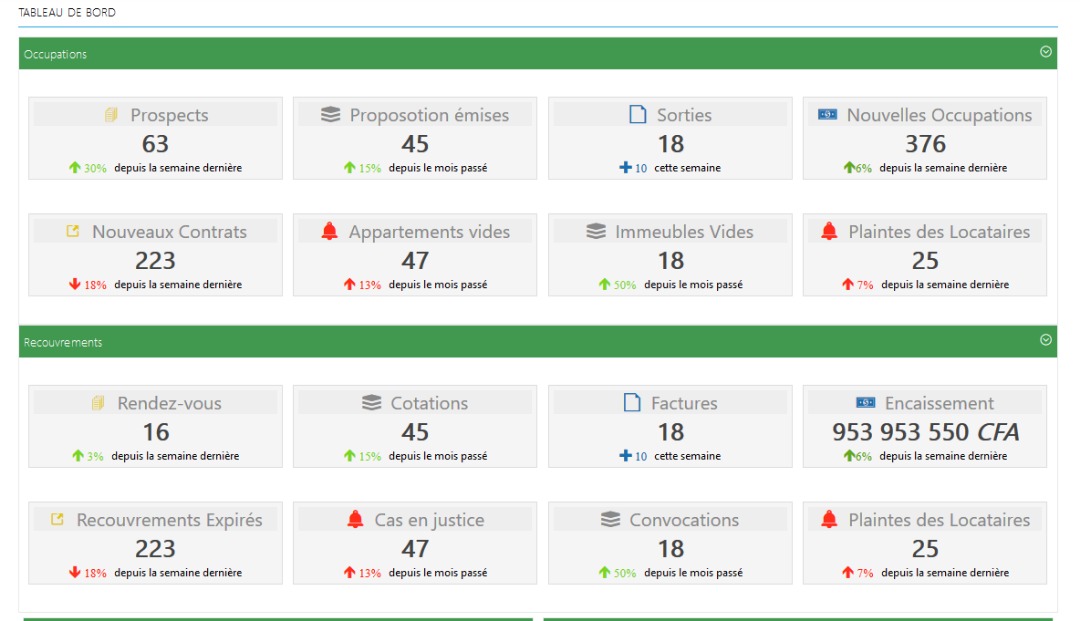 TABLEAU DE BORD
Occupations
Prospects
63
30% depuis la semaine dernière
Proposotion émises
45
15% depuis le mois passé
Sorties
18
10 cette semaine
Nouvelles Occupations
376
6% depuis la semaine dernière
Nouveaux Contrats
223
18% depuis la semaine dernière
Appartements vides
47
13% depuis le mois passé
Immeubles Vides
18
50% depuis le mois passé
Plaintes des Locataires
25
7% depuis la semaine dernière
Recouvrements
Rendez-vous
16
3% depuis la semaine dernière
Cotations
45
15% depuis le mois passé
Factures
18
10 cette semaine
Encaissement
953 953 550 CFA
6% depuis la semaine dernière
Recouvrements Expirés
223
18% depuis la semaine dernière
Cas en justice
47
13% depuis le mois passé
Convocations
18
50% depuis le mois passé
Plaintes des Locataires
25
7% depuis la semaine dernière